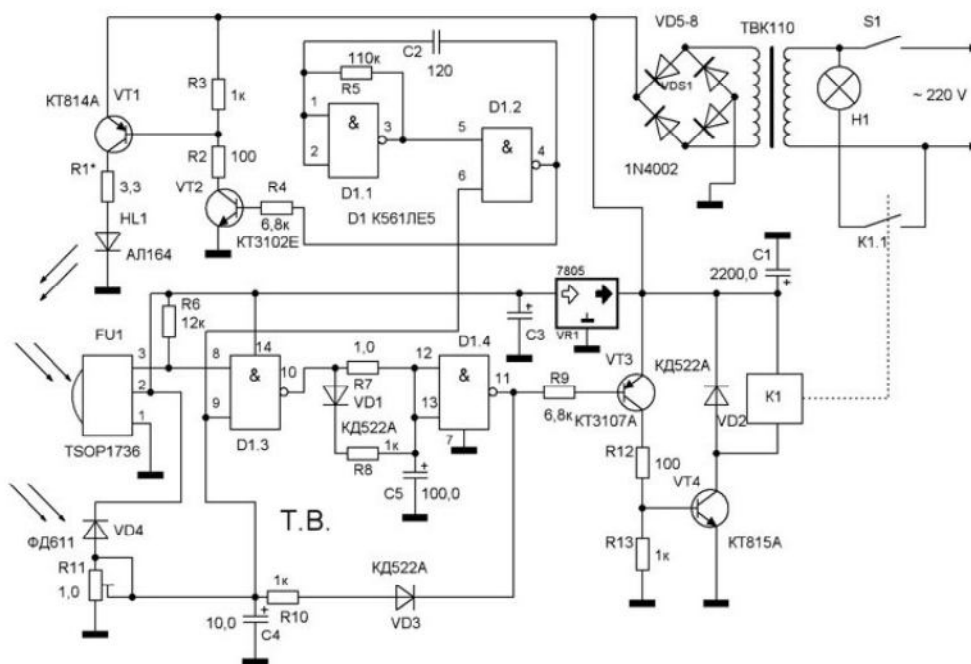 VD5-8
ТВК110
S1
C2
120
110к
R5
R3
1к
КТ814А
VT1
VDS1
H1
~ 220 V
1
2
&
3
D1.1
5
6
&
4
D1.2
R2
100
1N4002
R1*
3,3
VT2
R4
6,8к
КТ3102Е
D1 К561ЛЕ5
HL1
АЛ164
K1.1
C1
2200,0
+
7805
VR1
R6
12к
+
C3
FU1
3
2
1
TSOP1736
8
14
&
10
9
D1.3
1,0
R7
VD1
КД522А
1к
R8
D1.4
12
&
11
13
7
+
C5
100,0
R9
6,8к
VT3
КТ3107А
КД522А
VD2
K1
R12
100
VT4
КТ815А
R13
1к
Т.В.
ФД611
VD4
R11
1,0
10,0
+
C4
1к
R10
КД522А
VD3